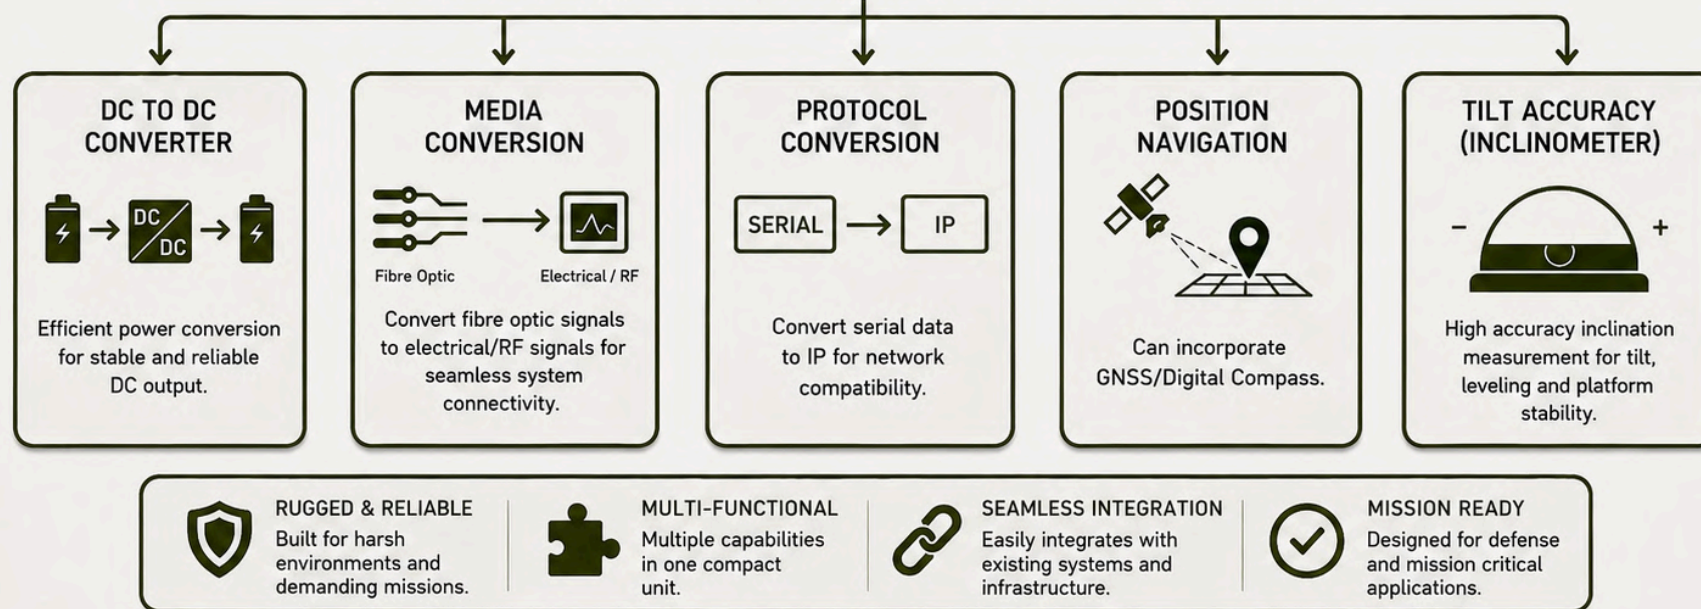 DC TO DC
CONVERTER
DC
DC
Efficient power conversion
for stable and reliable
DC output.
MEDIA
CONVERSION
Fibre Optic
Electrical / RF
Convert fibre optic signals
to electrical/RF signals for
seamless system
connectivity.
PROTOCOL
CONVERSION
SERIAL
IP
Convert serial data
to IP for network
compatibility.
POSITION
NAVIGATION
Can incorporate
GNSS/Digital Compass.
TILT ACCURACY
(INCLINOMETER)
- +
High accuracy inclination
measurement for tilt,
leveling and platform
stability.
RUGGED & RELIABLE
Built for harsh
environments and
demanding missions.
MULTI-FUNCTIONAL
Multiple capabilities
in one compact
unit.
SEAMLESS INTEGRATION
Easily integrates with
existing systems and
infrastructure.
MISSION READY
Designed for defense
and mission critical
applications.